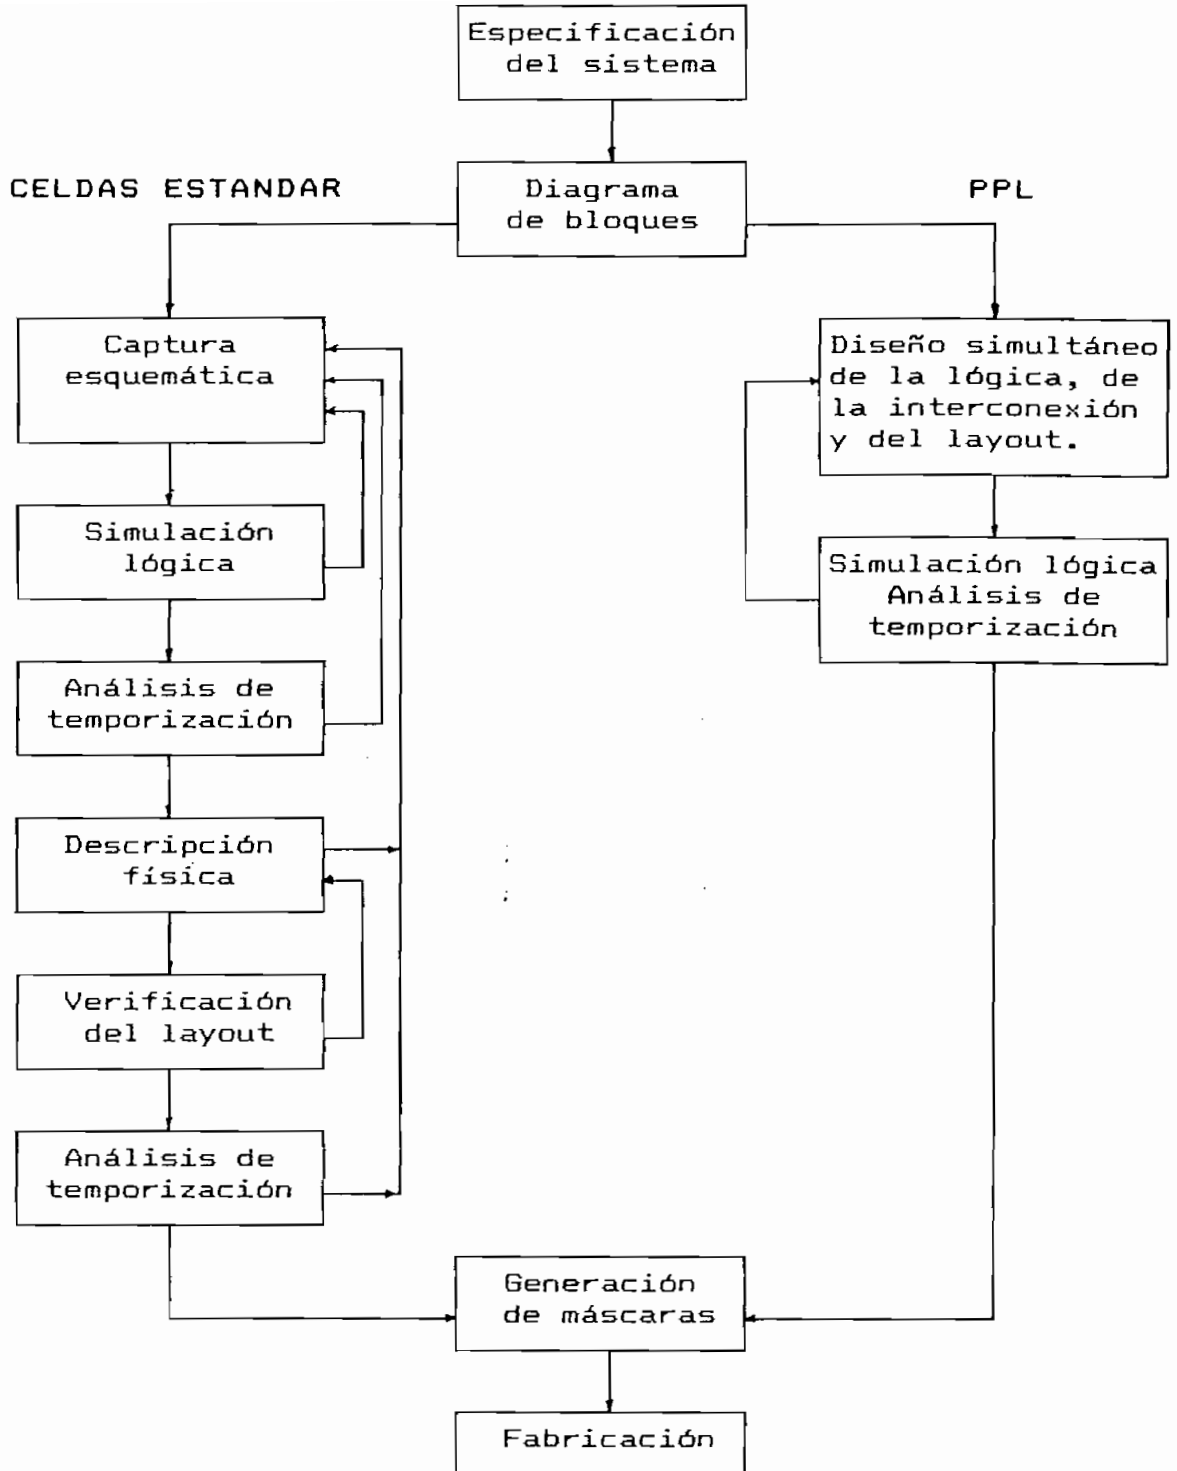 Especificación
del sistema
CELDAS ESTANDAR
Diagrama
de bloques
PPL
Captura
esquemática
Simulación
lógica
Análisis de
temporización
Descripción
física
Verificación
del layout
Análisis de
temporización
Diseño simultáneo
de la lógica, de
la interconexión
y del layout.
Simulación lógica
Análisis de
temporización
Generación
de máscaras
Fabricación